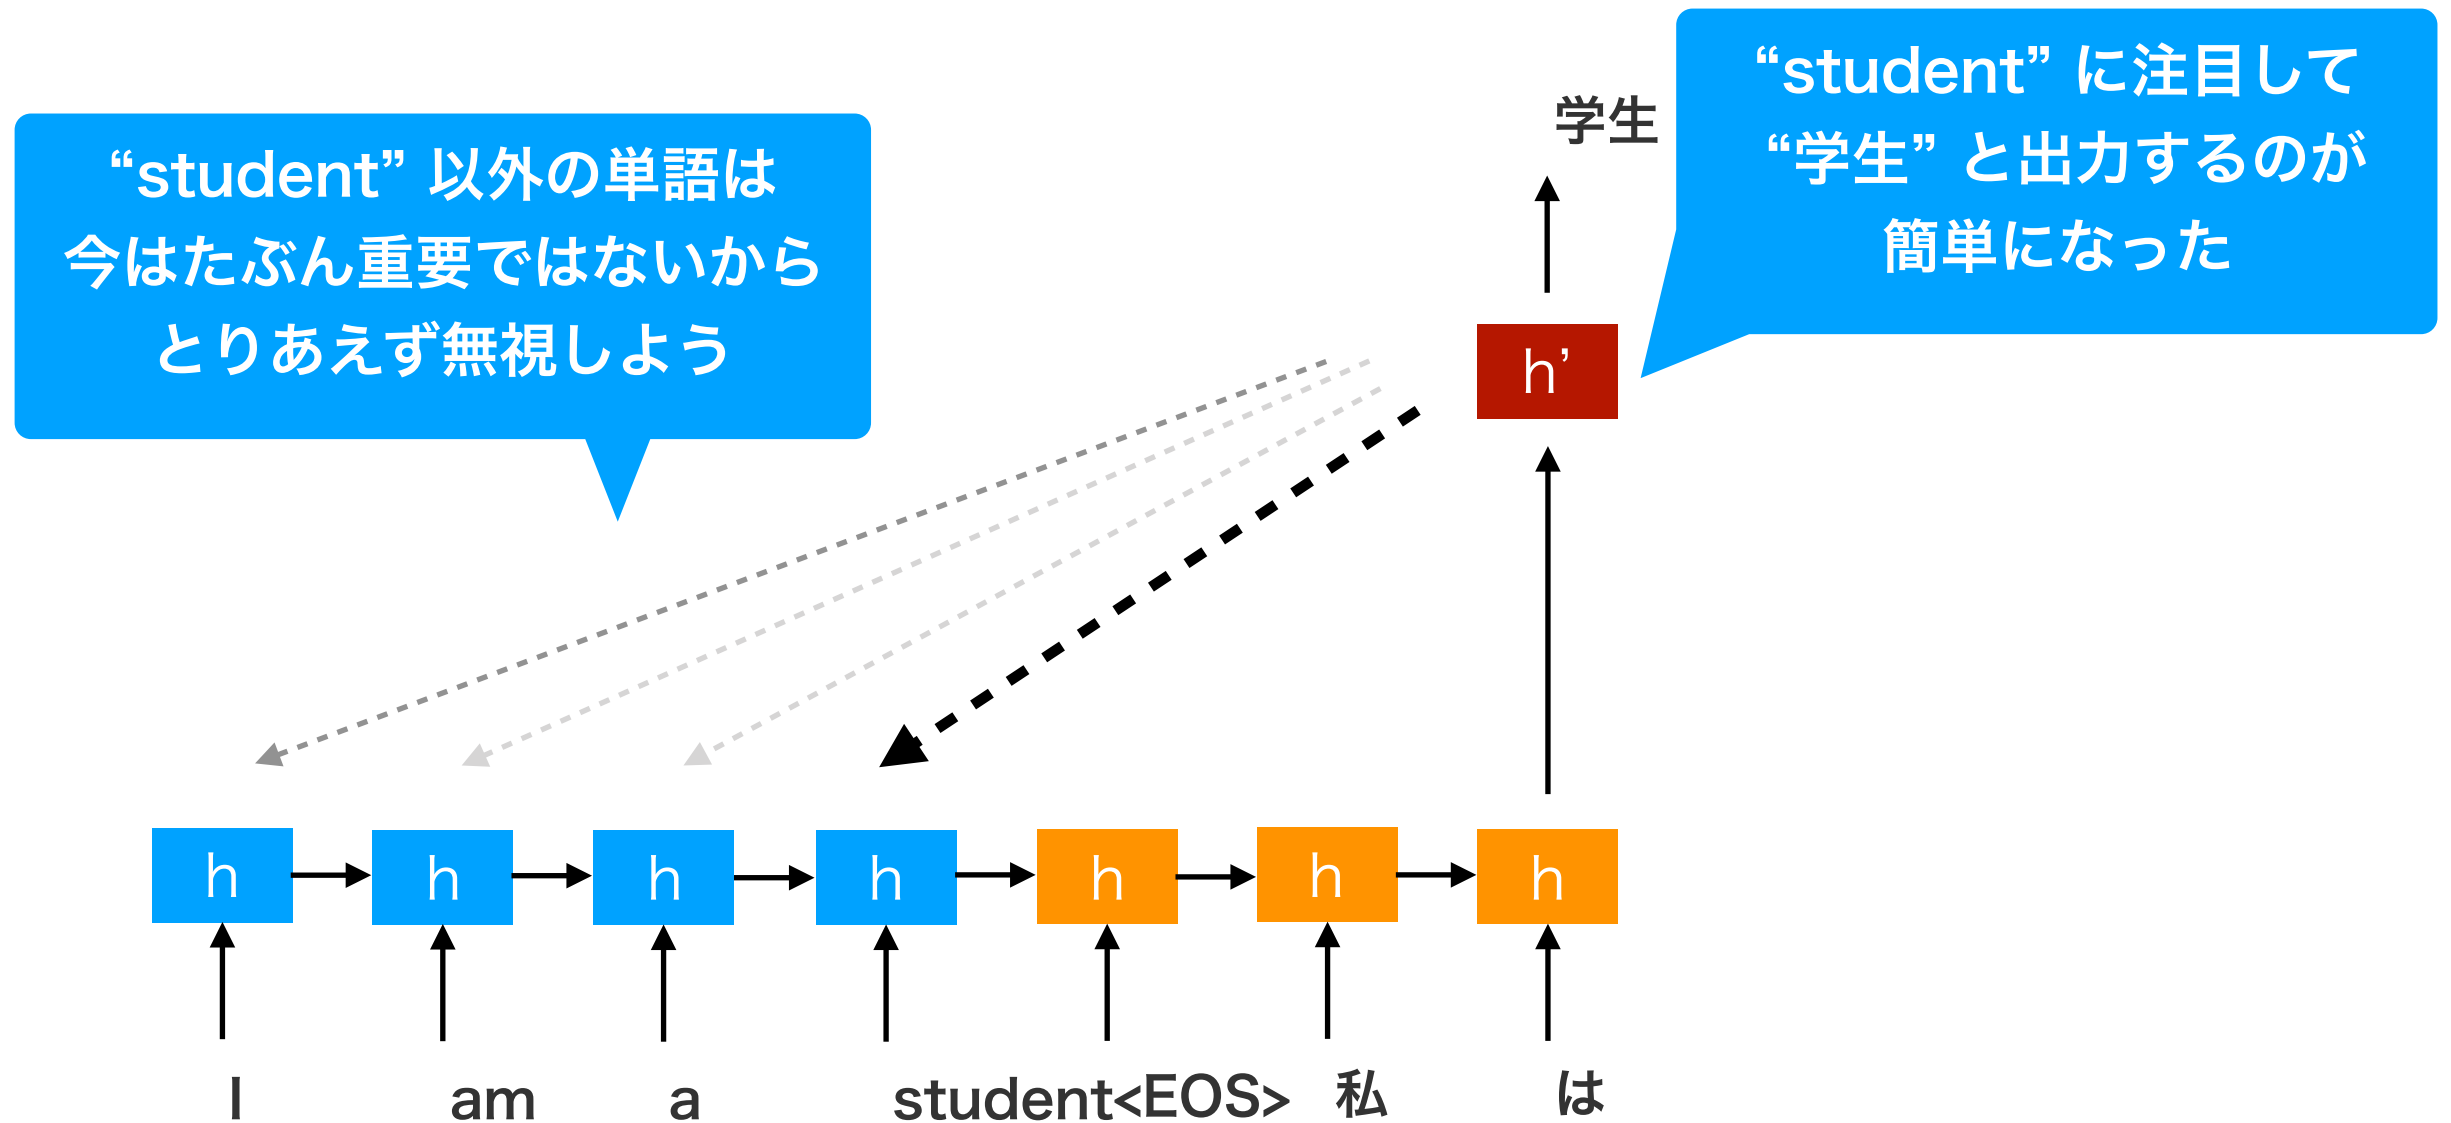 “student” に注目して
“学生” と出力するのが
簡単になった
学生
“student” 以外の単語は
今はたぶん重要ではないから
とりあえず無視しよう
h’
h h h h h h h
I am a student<EOS> 私 は